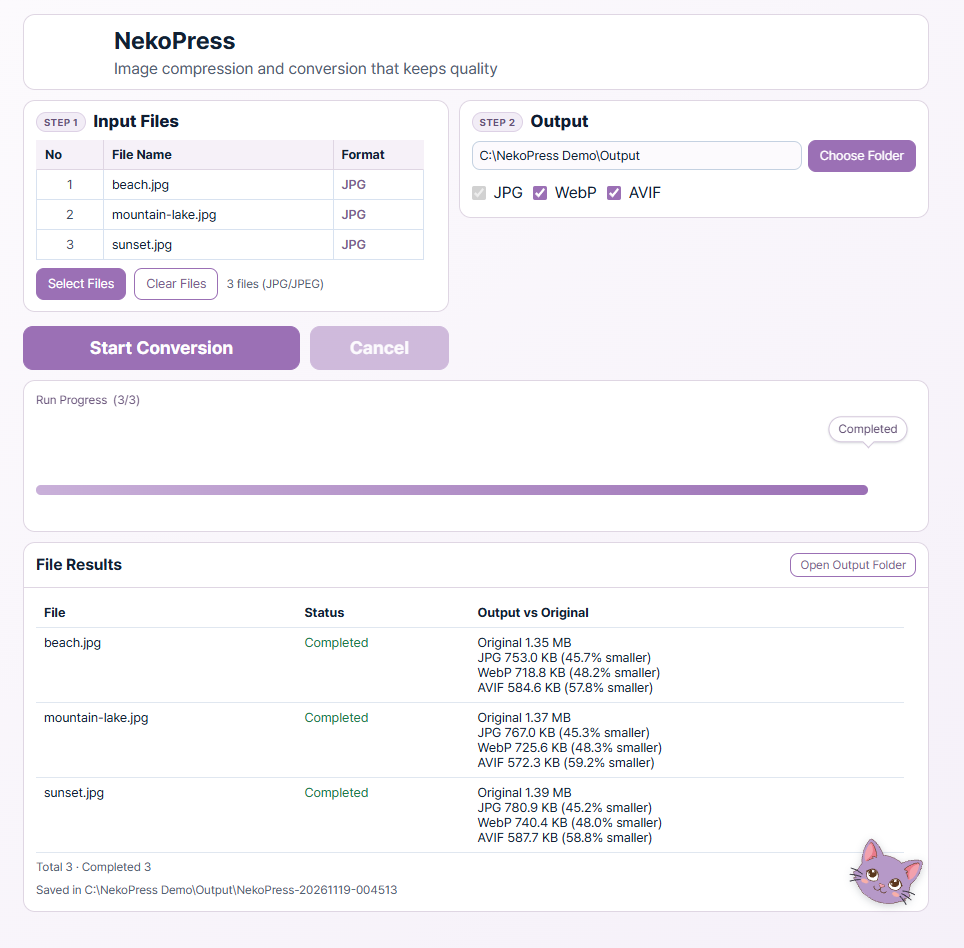 NekoPress
Image compression and conversion that keeps quality
STEP 1 Input Files
No File Name Format
1 beach.jpg JPG
2 mountain-lake.jpg JPG
3 sunset.jpg JPG
Select Files Clear Files 3 files (JPG/JPEG)
STEP 2 Output
C:\NekoPress Demo\Output Choose Folder
JPG WebP AVIF
Start Conversion Cancel
Run Progress (3/3)
Completed
File Results Open Output Folder
File Status Output vs Original
beach.jpg Completed Original 1.35 MB
JPG 753.0 KB (45.7% smaller)
WebP 718.8 KB (48.2% smaller)
AVIF 584.6 KB (57.8% smaller)
mountain-lake.jpg Completed Original 1.37 MB
JPG 767.0 KB (45.3% smaller)
WebP 725.6 KB (48.3% smaller)
AVIF 572.3 KB (59.2% smaller)
sunset.jpg Completed Original 1.39 MB
JPG 780.9 KB (45.2% smaller)
WebP 740.4 KB (48.0% smaller)
AVIF 587.7 KB (58.8% smaller)
Total 3 · Completed 3
Saved in C:\NekoPress Demo\Output\NekoPress-20261119-004513